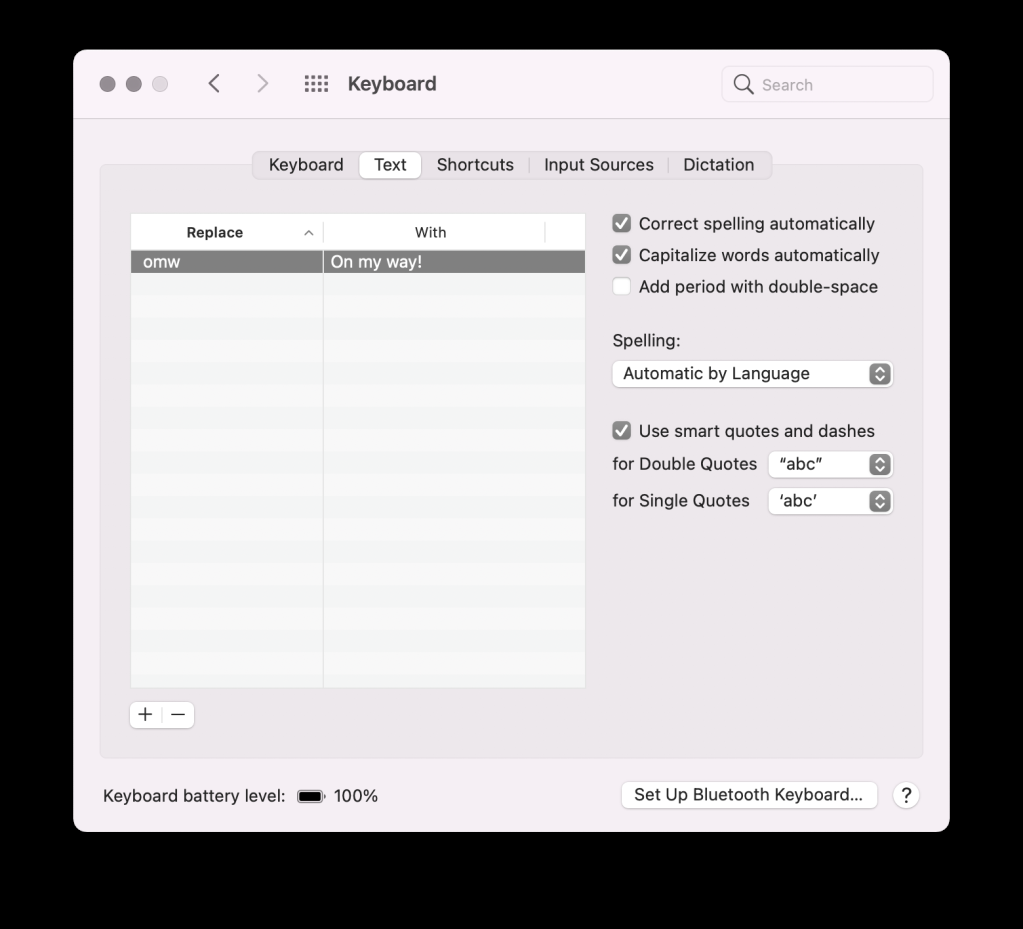 Keyboard
Search
Keyboard Text Shortcuts Input Sources Dictation
Replace With
omw On my way!
Correct spelling automatically
Capitalize words automatically
Add period with double-space
Spelling:
Automatic by Language
Use smart quotes and dashes
for Double Quotes “abc”
for Single Quotes ‘abc’
+ −
Keyboard battery level: 100%
Set Up Bluetooth Keyboard... ?